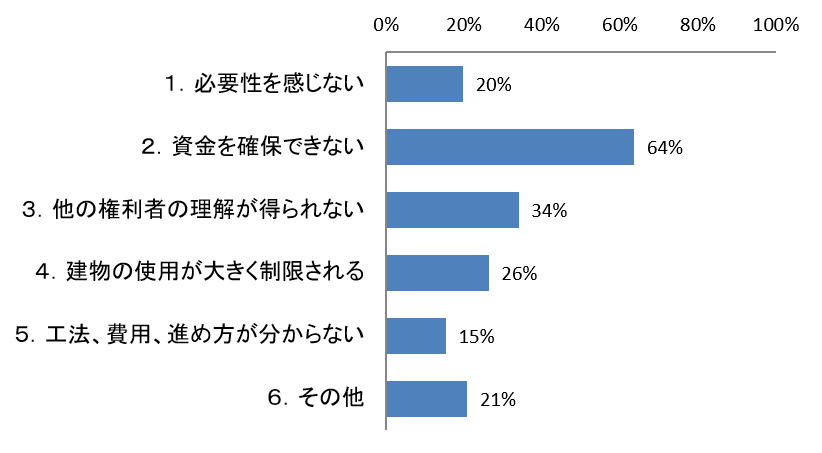 0% 20% 40% 60% 80% 100%
１．必要性を感じない 20%
２．資金を確保できない 64%
３．他の権利者の理解が得られない 34%
４．建物の使用が大きく制限される 26%
５．工法、費用、進め方が分からない 15%
６．その他 21%